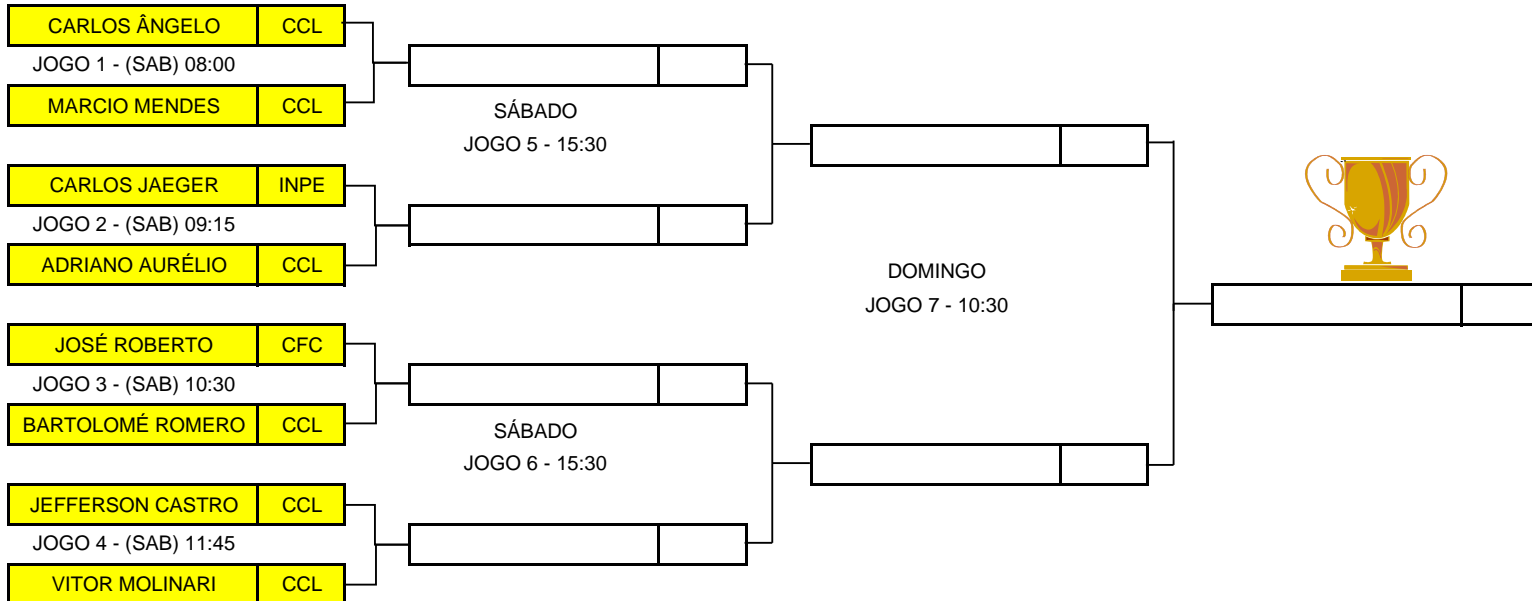 CARLOS ÂNGELO CCL
JOGO 1 - (SAB) 08:00
MARCIO MENDES CCL
SÁBADO
JOGO 5 - 15:30
CARLOS JAEGER INPE
JOGO 2 - (SAB) 09:15
ADRIANO AURÉLIO CCL
DOMINGO
JOGO 7 - 10:30
JOSÉ ROBERTO CFC
JOGO 3 - (SAB) 10:30
BARTOLOMÉ ROMERO CCL
SÁBADO
JOGO 6 - 15:30
JEFFERSON CASTRO CCL
JOGO 4 - (SAB) 11:45
VITOR MOLINARI CCL